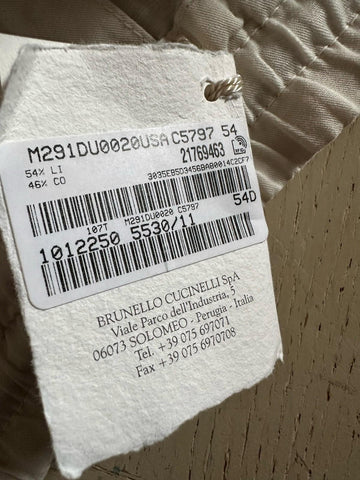 M291DU0020USA C5797 54
54% LI 21769463
46% CO
3035EB5D3456BAB0014C2CF7
107T M291DU0020 C5797
1012250 5530/11 54D
BRUNELLO CUCINELLI SpA
Viale Parco dell'Industria, 5
06073 SOLOMEO - Perugia - Italia
Tel. +39 075 697071
Fax +39 075 6970708